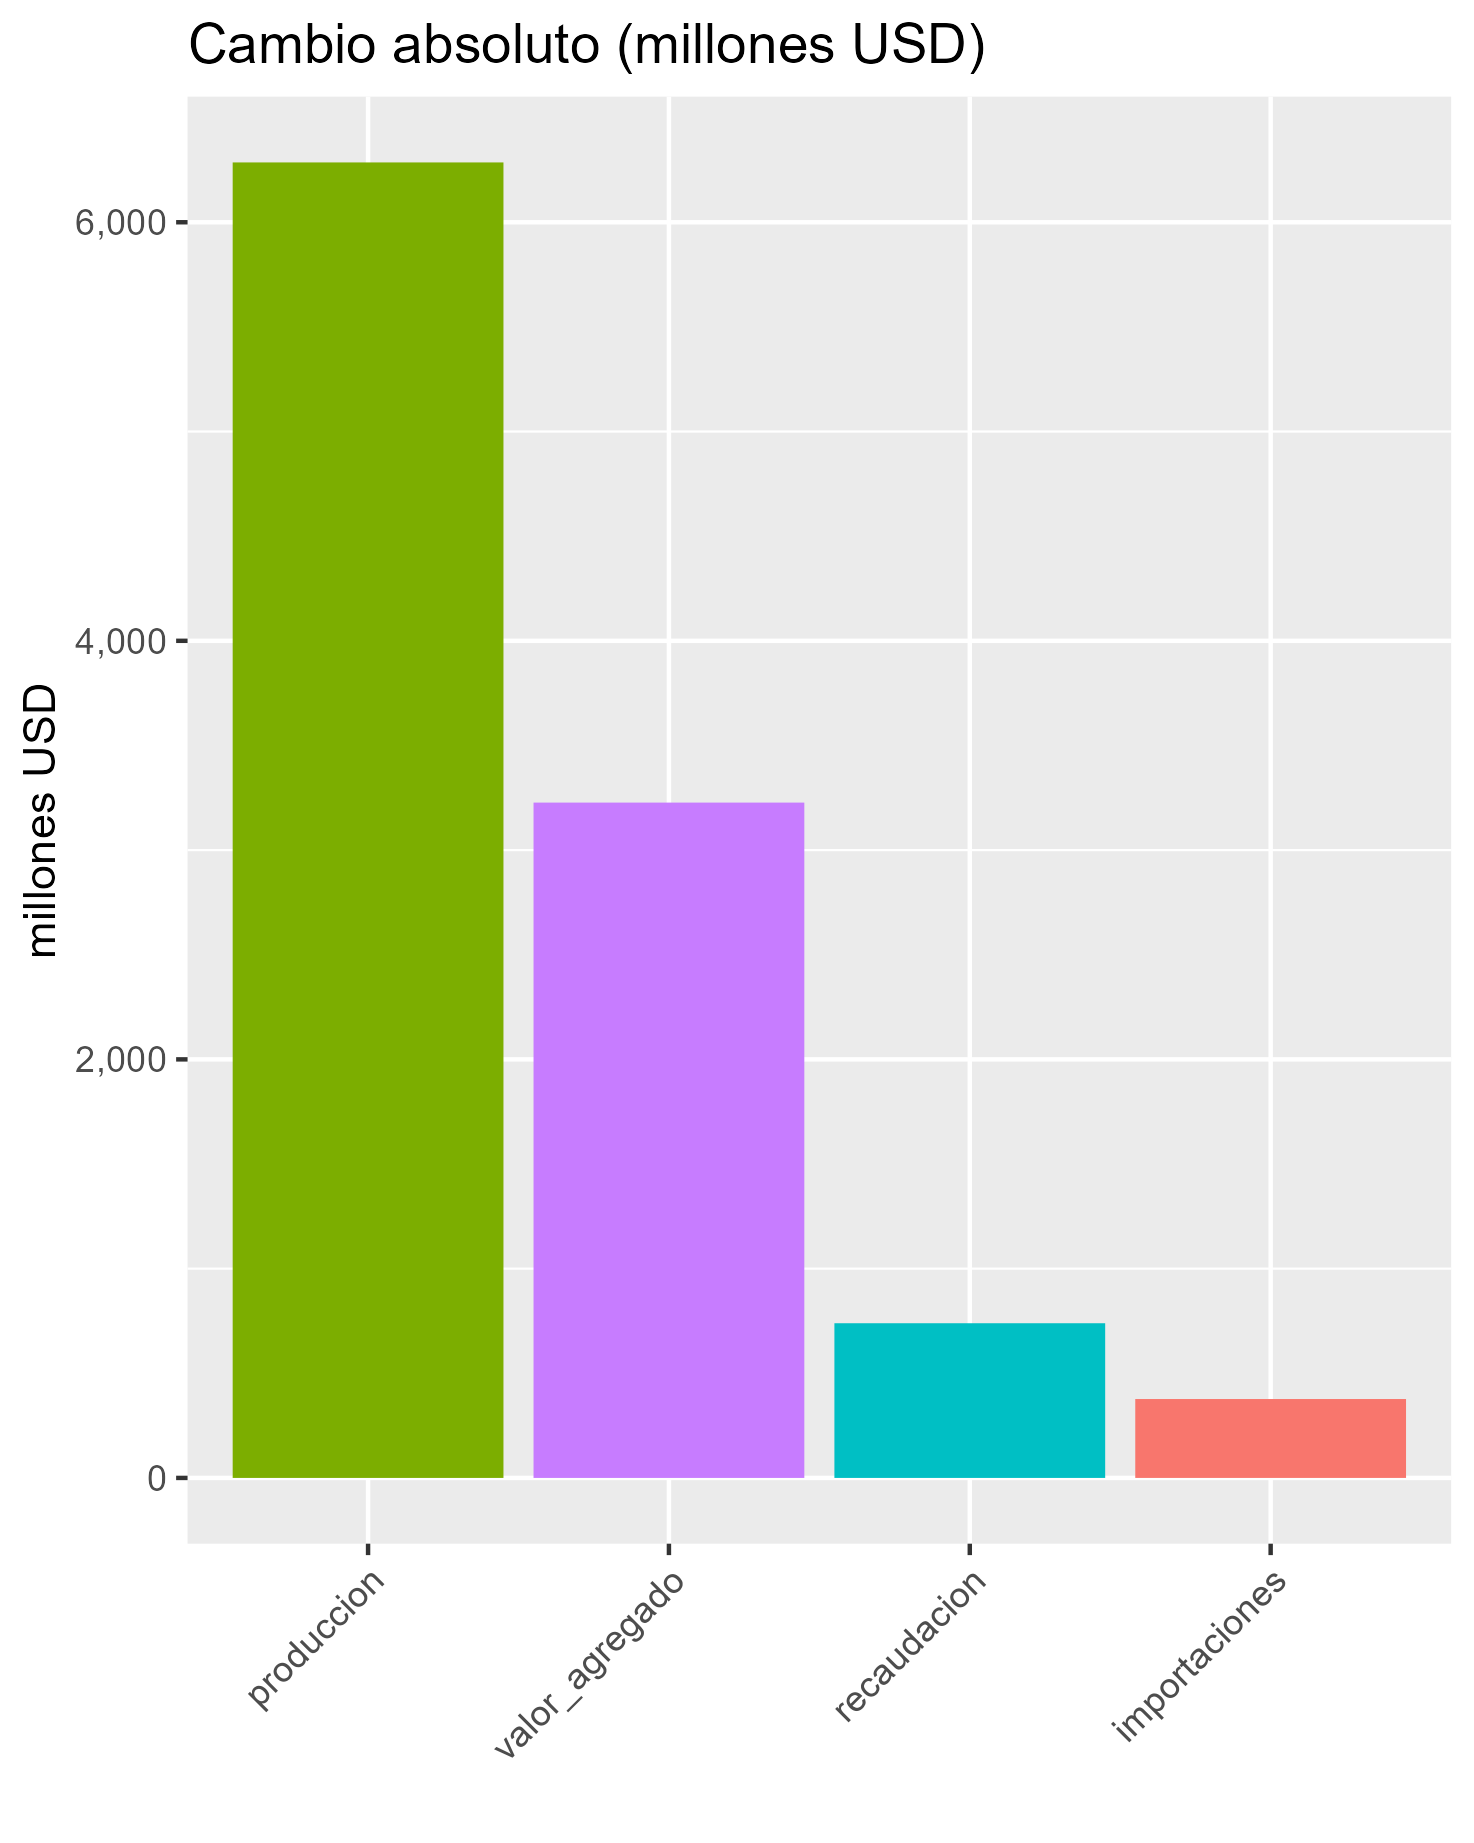 Cambio absoluto (millones USD)
millones USD
6,000
4,000
2,000
0
produccion
valor_agregado
recaudacion
importaciones